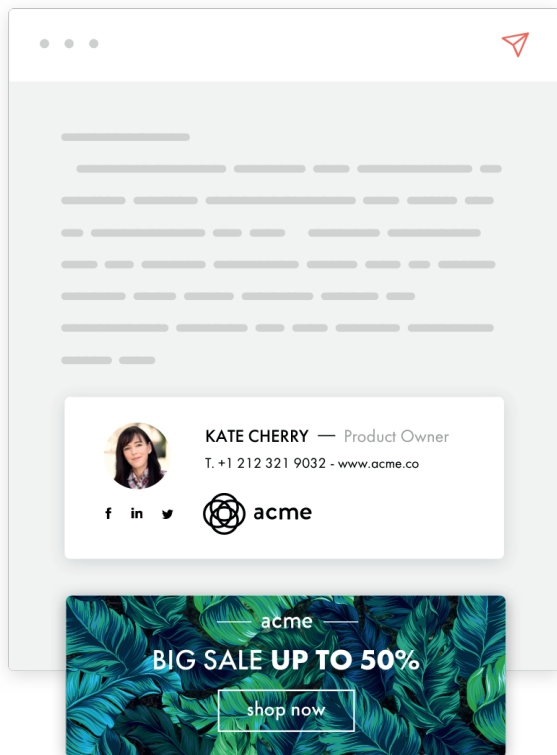 KATE CHERRY — Product Owner
T. +1 212 321 9032 - www.acme.co
f in
acme
acme
BIG SALE UP TO 50%
shop now